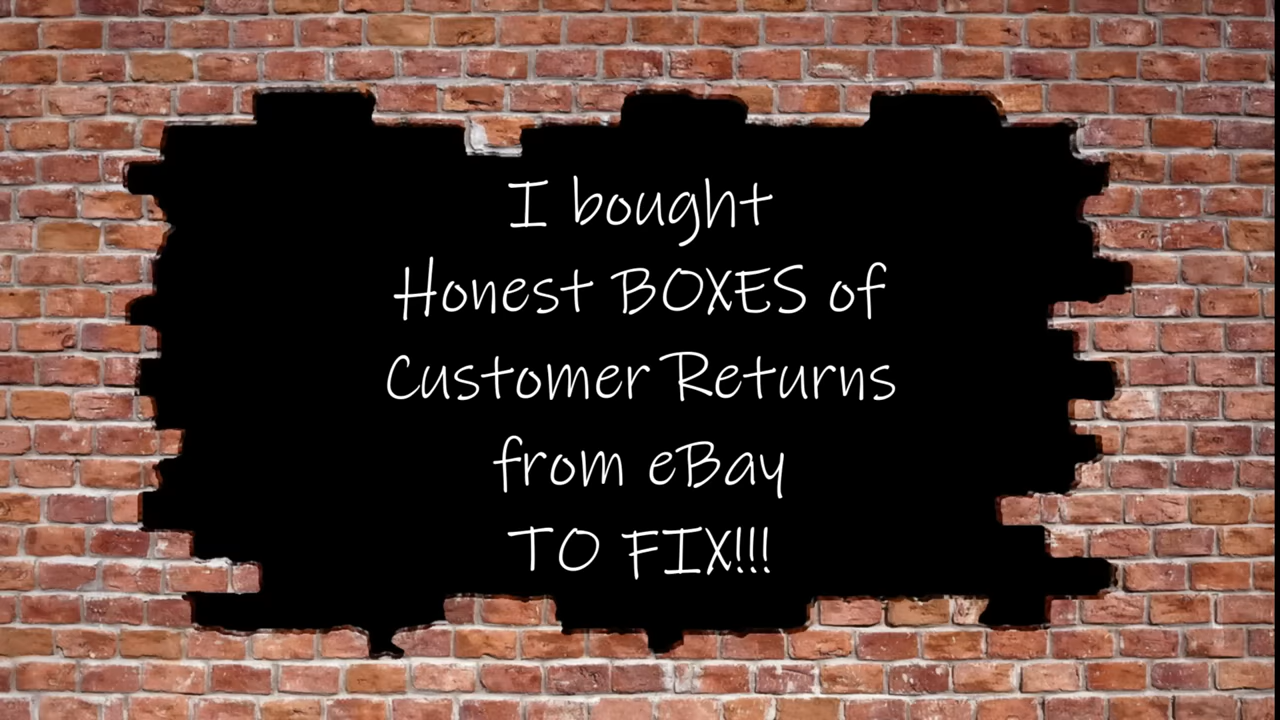 I bought
Honest BOXES of
Customer Returns
from eBay
TO FIX!!!